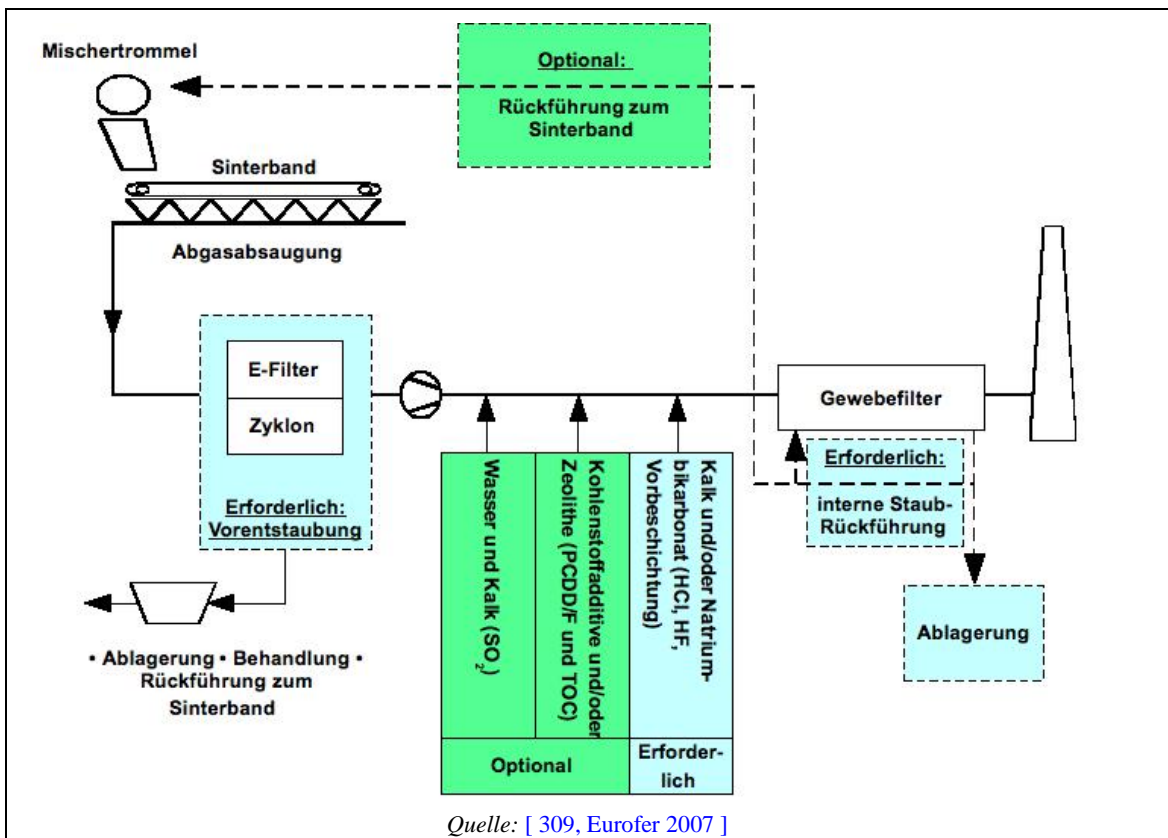 Mischertrommel
Optional:
Rückführung zum
Sinterband
Sinterband
Abgasabsaugung
E-Filter
Zyklon
Erforderlich:
Vorentstaubung
Gewebefilter
Erforderlich:
interne Staub-
Rückführung
Ablagerung
• Ablagerung • Behandlung •
Rückführung zum
Sinterband
Wasser und Kalk (SO₂)
Kohlenstoffadditive und/oder
Zeolithe (PCDD/F und TOC)
Kalk und/oder Natrium-
bikarbonat (HCl, HF,
Vorbeschichtung)
Optional
Erforder-
lich
Quelle: [ 309, Eurofer 2007 ]